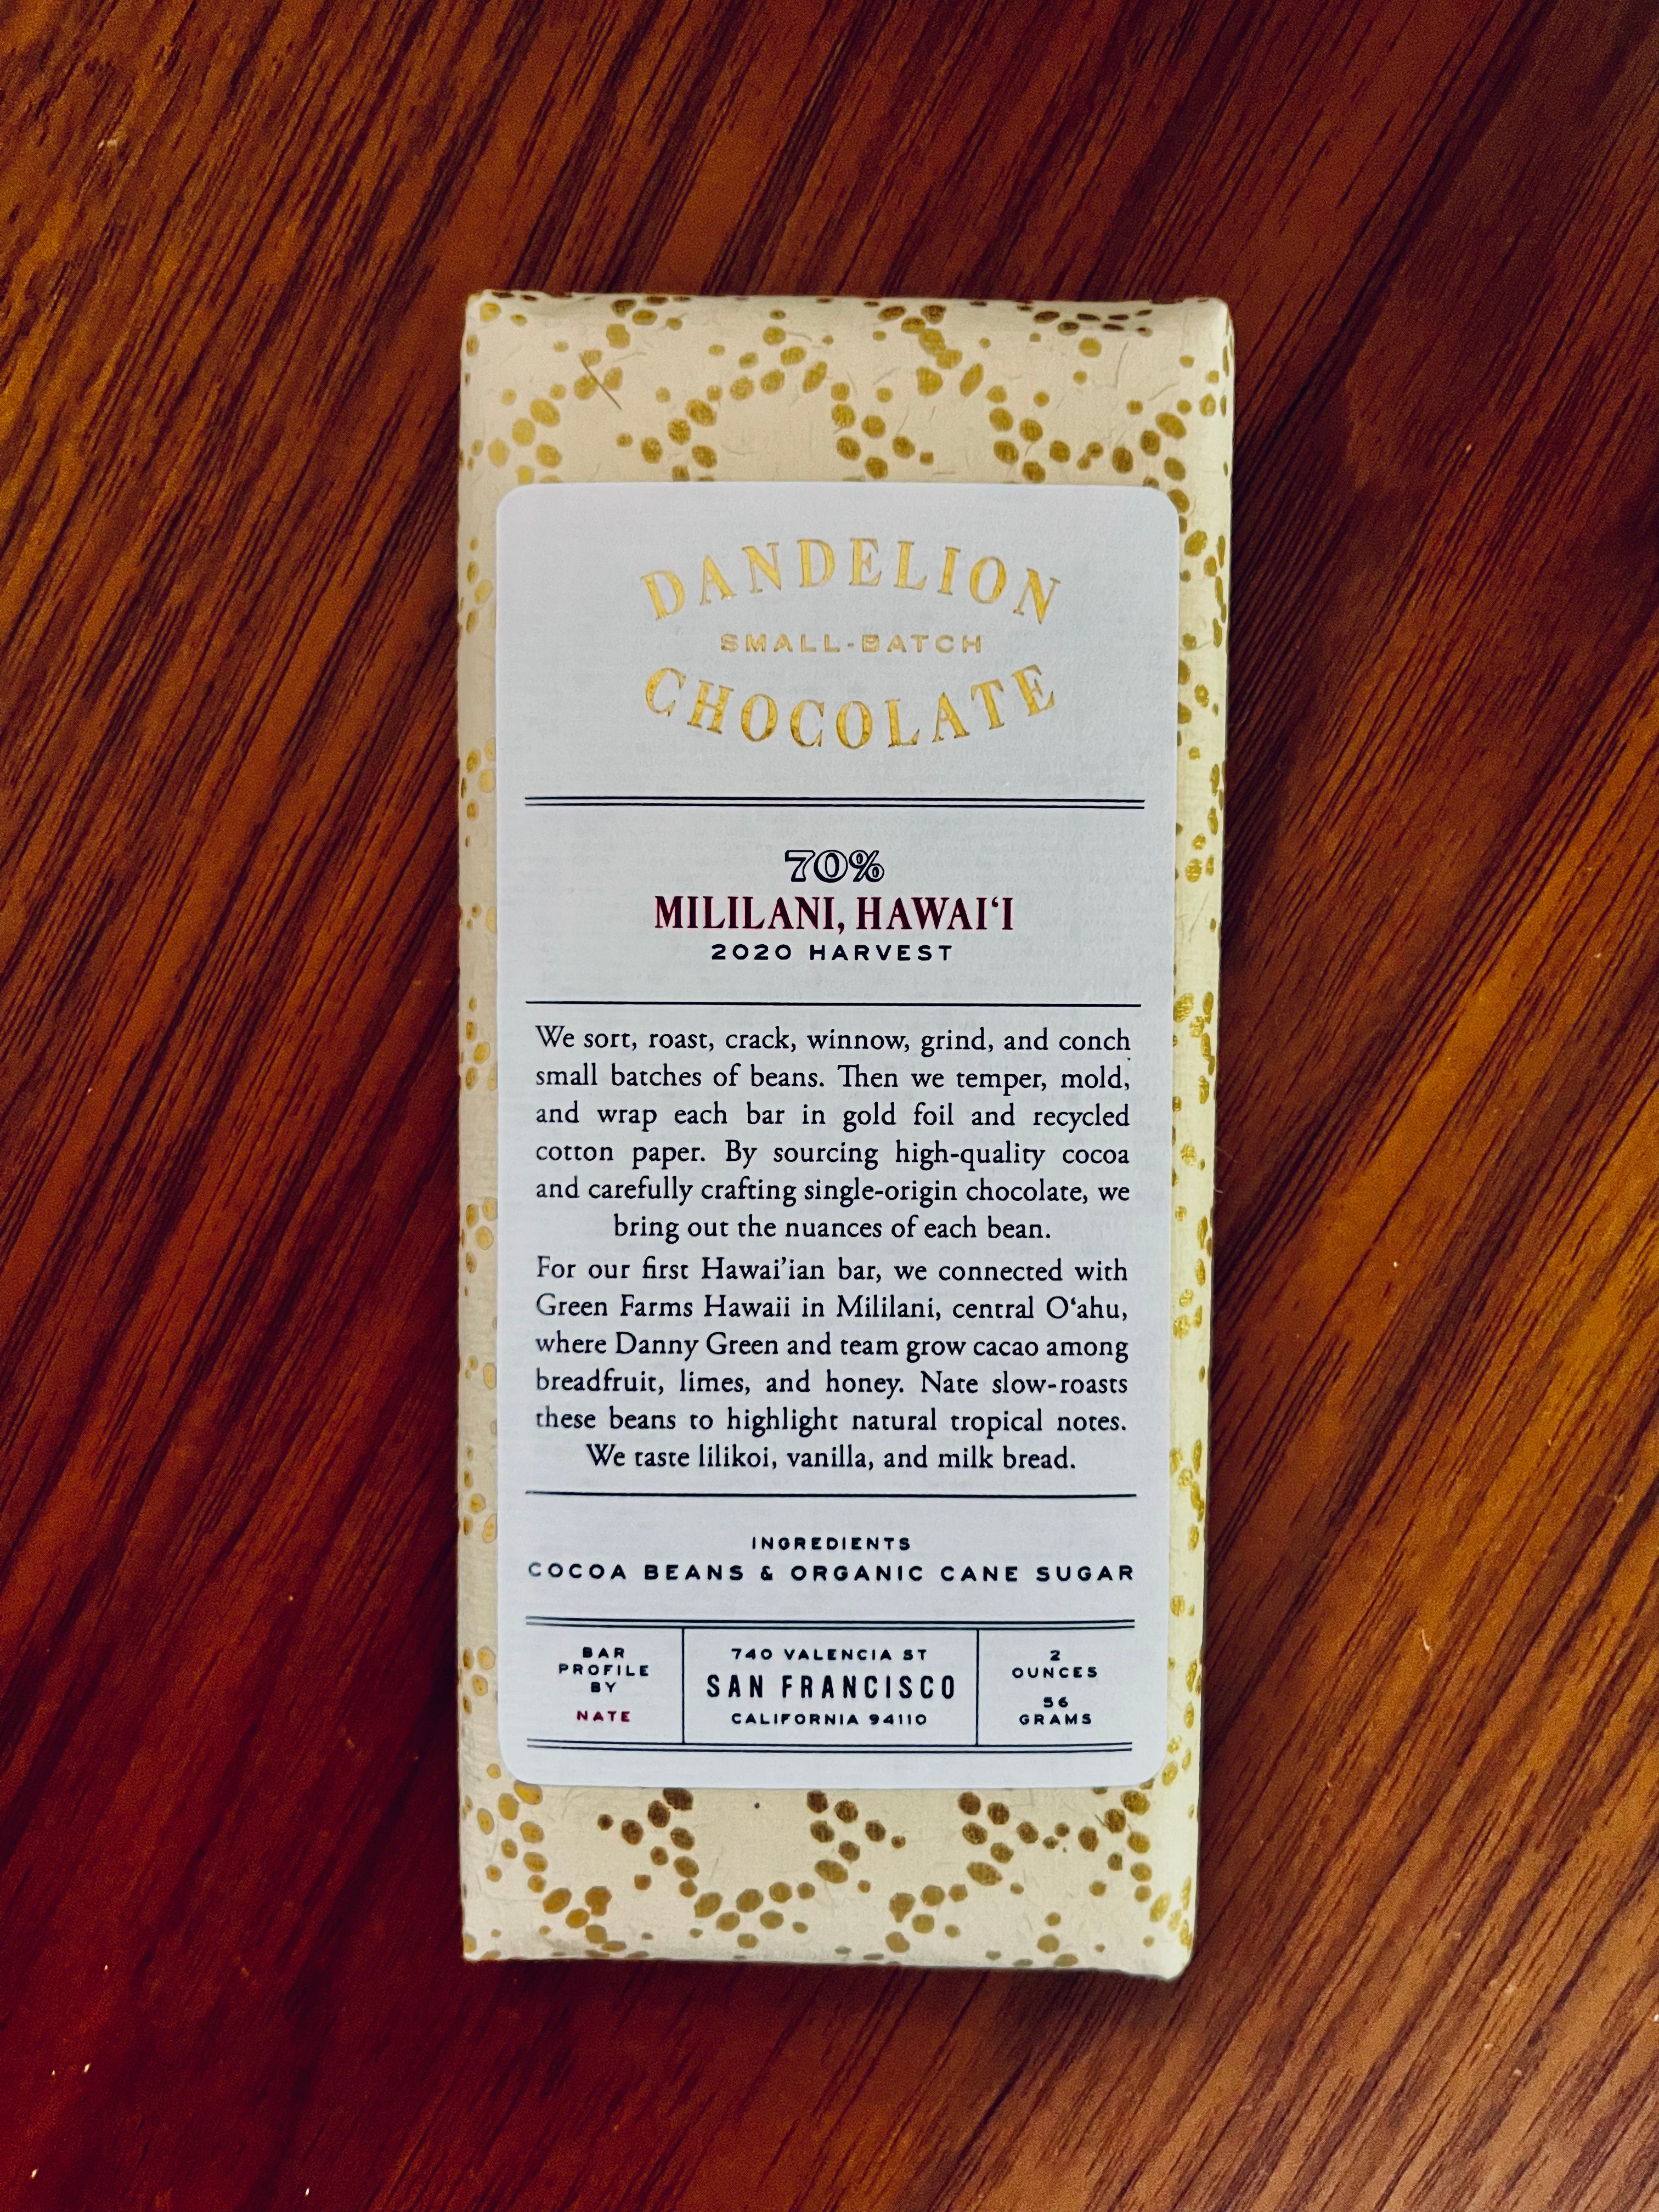 DANDELION
SMALL-BATCH
CHOCOLATE
70%
MILILANI, HAWAI‘I
2020 HARVEST
We sort, roast, crack, winnow, grind, and conch
small batches of beans. Then we temper, mold,
and wrap each bar in gold foil and recycled
cotton paper. By sourcing high-quality cocoa
and carefully crafting single-origin chocolate, we
bring out the nuances of each bean.
For our first Hawai’ian bar, we connected with
Green Farms Hawaii in Mililani, central O‘ahu,
where Danny Green and team grow cacao among
breadfruit, limes, and honey. Nate slow-roasts
these beans to highlight natural tropical notes.
We taste lilikoi, vanilla, and milk bread.
INGREDIENTS
COCOA BEANS & ORGANIC CANE SUGAR
BAR
PROFILE
BY
NATE
740 VALENCIA ST
SAN FRANCISCO
CALIFORNIA 94110
2
OUNCES
56
GRAMS